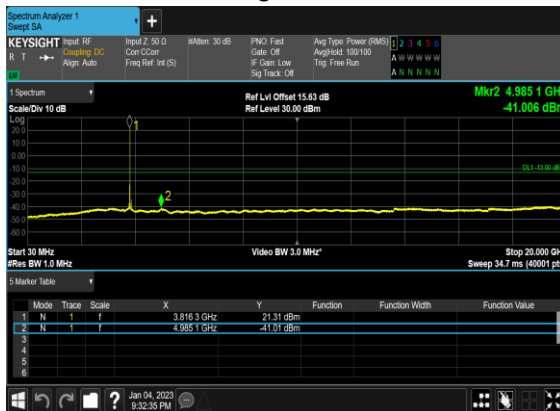 Spectrum Analyzer 1
Swept SA
+
KEYSIGHT Input: RF Input Z: 50 Ω #Atten: 30 dB PNO: Fast Avg Type: Power (RMS) 1 2 3 4 5 6
R T Coupling: DC Corr CCorr Gate: Off Avg|Hold: 100/100 A W W W W W
Align: Auto Freq Ref: Int (S) IF Gain: Low Trig: Free Run
Sig Track: Off A N N N N N
1 Spectrum Ref Lvl Offset 15.63 dB Mkr2 4.985 1 GH
Scale/Div 10 dB Ref Level 30.00 dBm -41.006 dB
Log 1
20.0
10.0
0.00
-10.0 DL1 -13.00 dB
-20.0
-30.0 2
-40.0
-50.0
-60.0
Start 30 MHz Video BW 3.0 MHz* Stop 20.000 GH
#Res BW 1.0 MHz Sweep 34.7 ms (40001 pt
5 Marker Table
Mode Trace Scale X Y Function Function Width Function Value
1 N 1 f 3.816 3 GHz 21.31 dBm
2 N 1 f 4.985 1 GHz -41.01 dBm
3
4
5
6
? Jan 04, 2023
9:32:35 PM